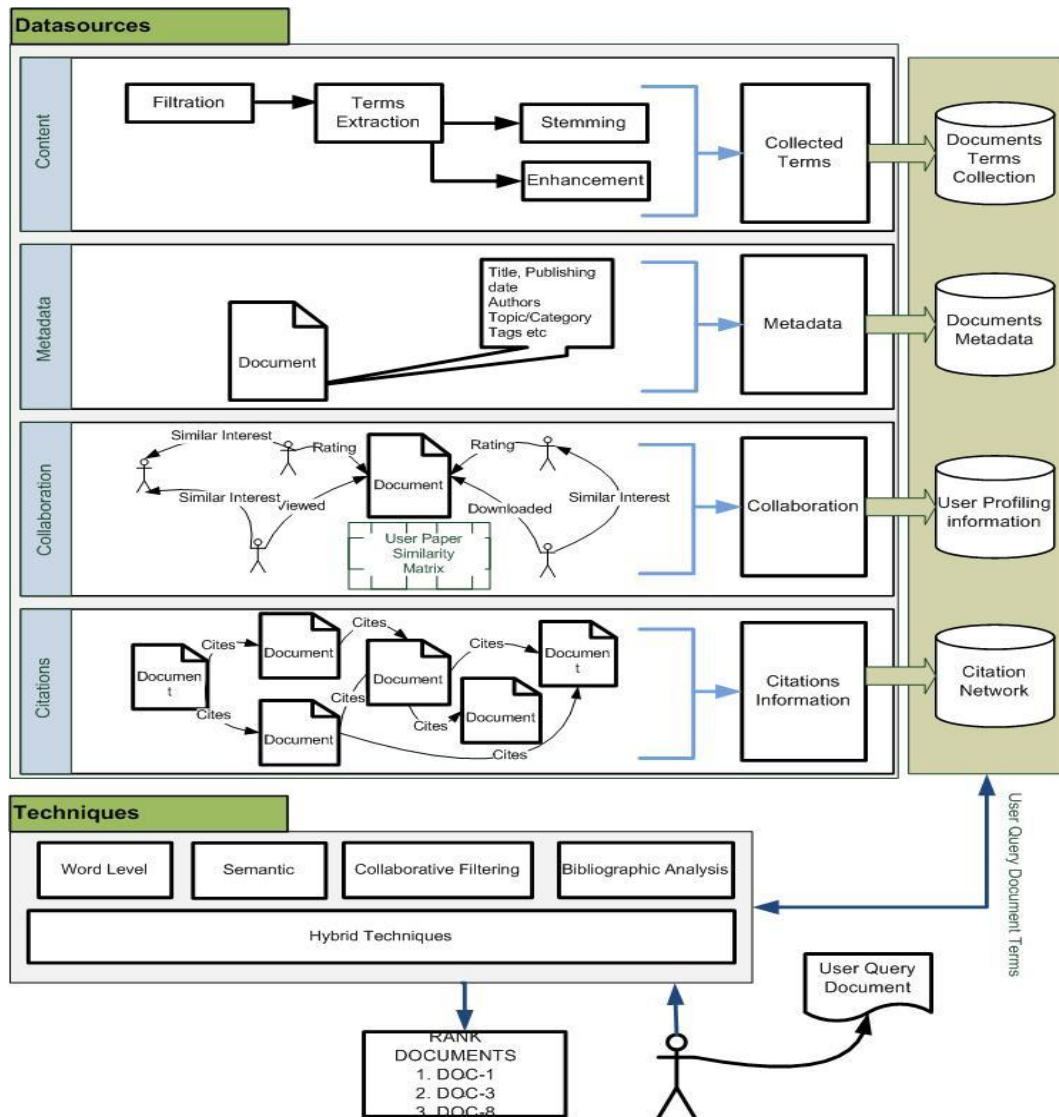 Datasources
Content
Filtration
Terms
Extraction
Stemming
Enhancement
Collected
Terms
Documents
Terms
Collection
Metadata
Document
Title, Publishing
date
Authors
Topic/Category
Tags etc
Metadata
Documents
Metadata
Collaboration
Similar Interest
Rating
Similar Interest
Viewed
Document
Rating
Downloaded
Similar Interest
User Paper
Similarity
Matrix
Collaboration
User Profiling
information
Citations
Documen
t
Cites
Cites
Document
Document
Cites
Cites
Document
Cites
Cites
Document
Documen
t
Cites
Citations
Information
Citation
Network
User Query Document Terms
Techniques
Word Level
Semantic
Collaborative Filtering
Bibliographic Analysis
Hybrid Techniques
User Query
Document
RANK
DOCUMENTS
1. DOC-1
2. DOC-3
3. DOC-8